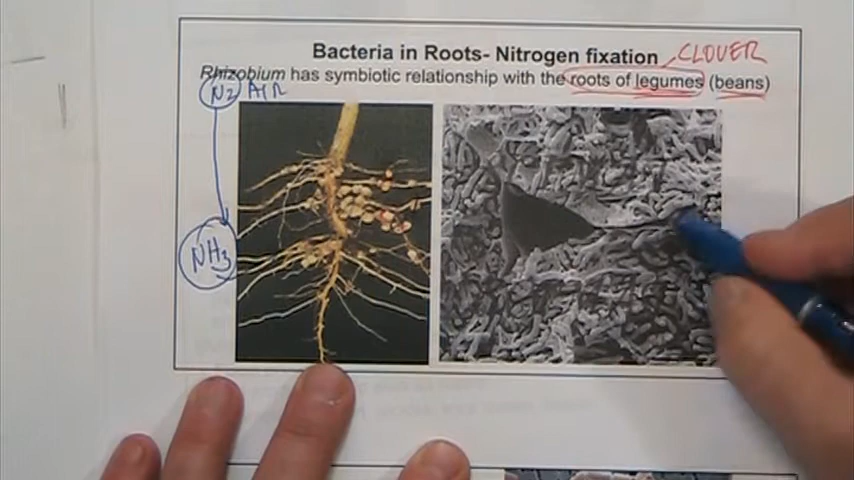 Bacteria in Roots- Nitrogen fixation
CLOVER
Rhizobium has symbiotic relationship with the roots of legumes (beans)
N2 AIR
NH3